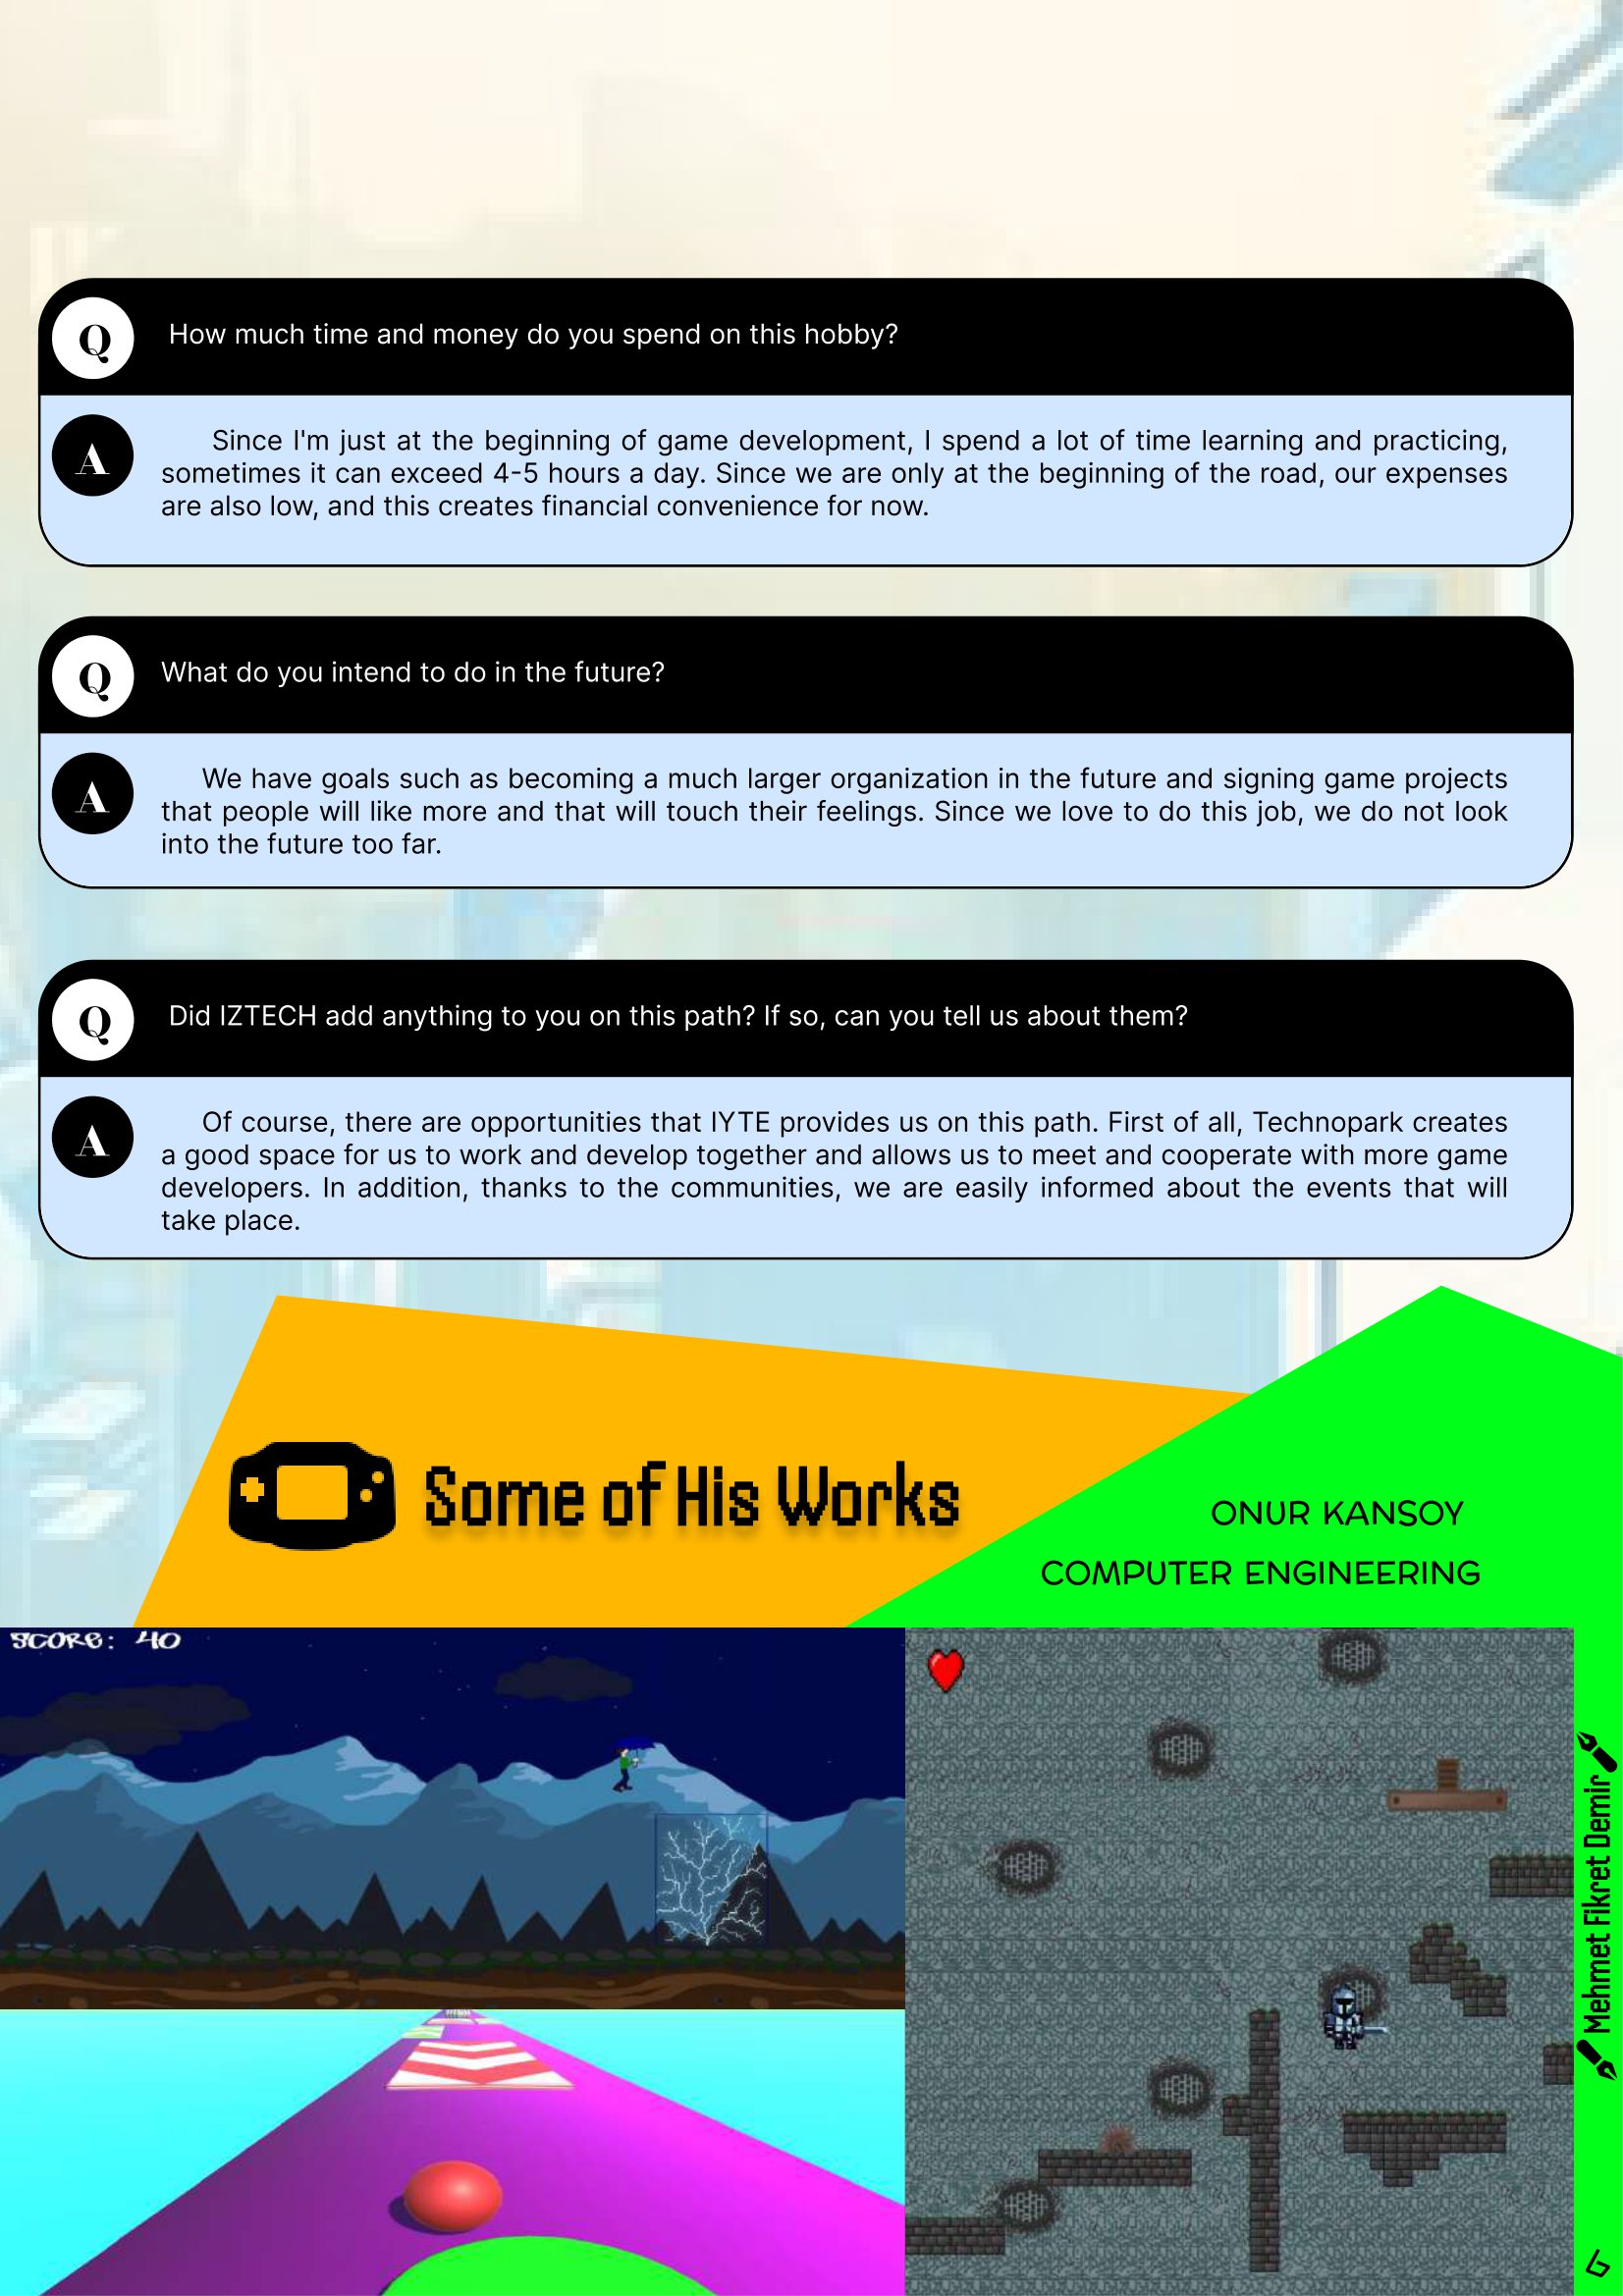 Q
How much time and money do you spend on this hobby?
A
Since I'm just at the beginning of game development, I spend a lot of time learning and practicing,
sometimes it can exceed 4-5 hours a day. Since we are only at the beginning of the road, our expenses
are also low, and this creates financial convenience for now.
Q
What do you intend to do in the future?
A
We have goals such as becoming a much larger organization in the future and signing game projects
that people will like more and that will touch their feelings. Since we love to do this job, we do not look
into the future too far.
Q
Did IZTECH add anything to you on this path? If so, can you tell us about them?
A
Of course, there are opportunities that IYTE provides us on this path. First of all, Technopark creates
a good space for us to work and develop together and allows us to meet and cooperate with more game
developers. In addition, thanks to the communities, we are easily informed about the events that will
take place.
Some of His Works
ONUR KANSOY
COMPUTER ENGINEERING
SCORE: 40
Mehmet Fikret Demir
6